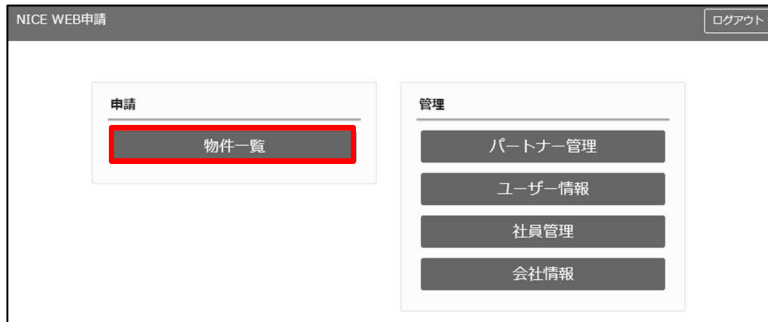 NICE WEB申請
ログアウト
申請
物件一覧
管理
パートナー管理
ユーザー情報
社員管理
会社情報